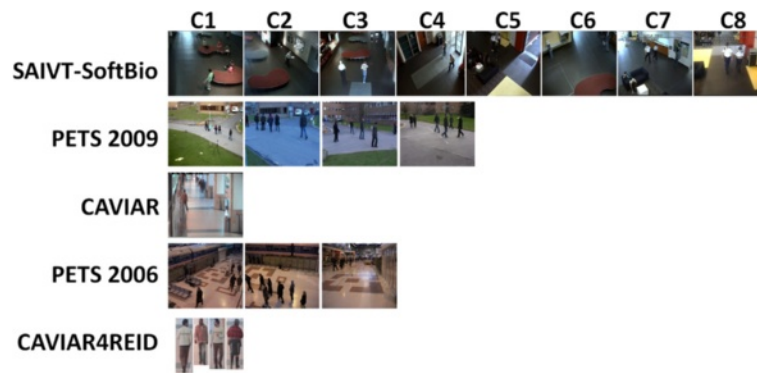 C1 C2 C3 C4 C5 C6 C7 C8
SAIVT-SoftBio
PETS 2009
CAVIAR
PETS 2006
CAVIAR4REID